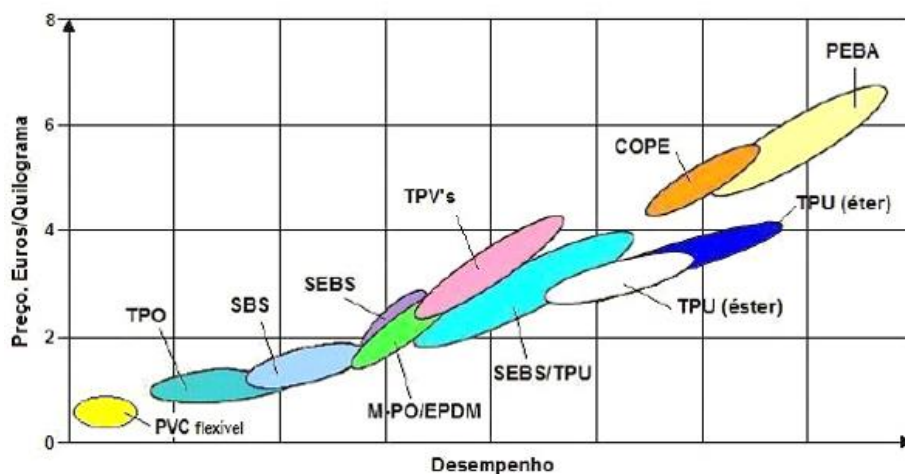 8
PEBA
6
COPE
TPV's
TPU (éter)
4
SEBS
SBS
TPU (éster)
TPO
2
SEBS/TPU
M-PO/EPDM
PVC flexível
0
Preço. Euros/Quilograma
Desempenho